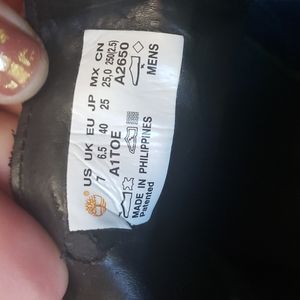 US UK EU JP MX CN
7 6.5 40 25 25.0 250(2.5)
A1TOE A2650
MENS
MADE IN PHILIPPINES
Patented